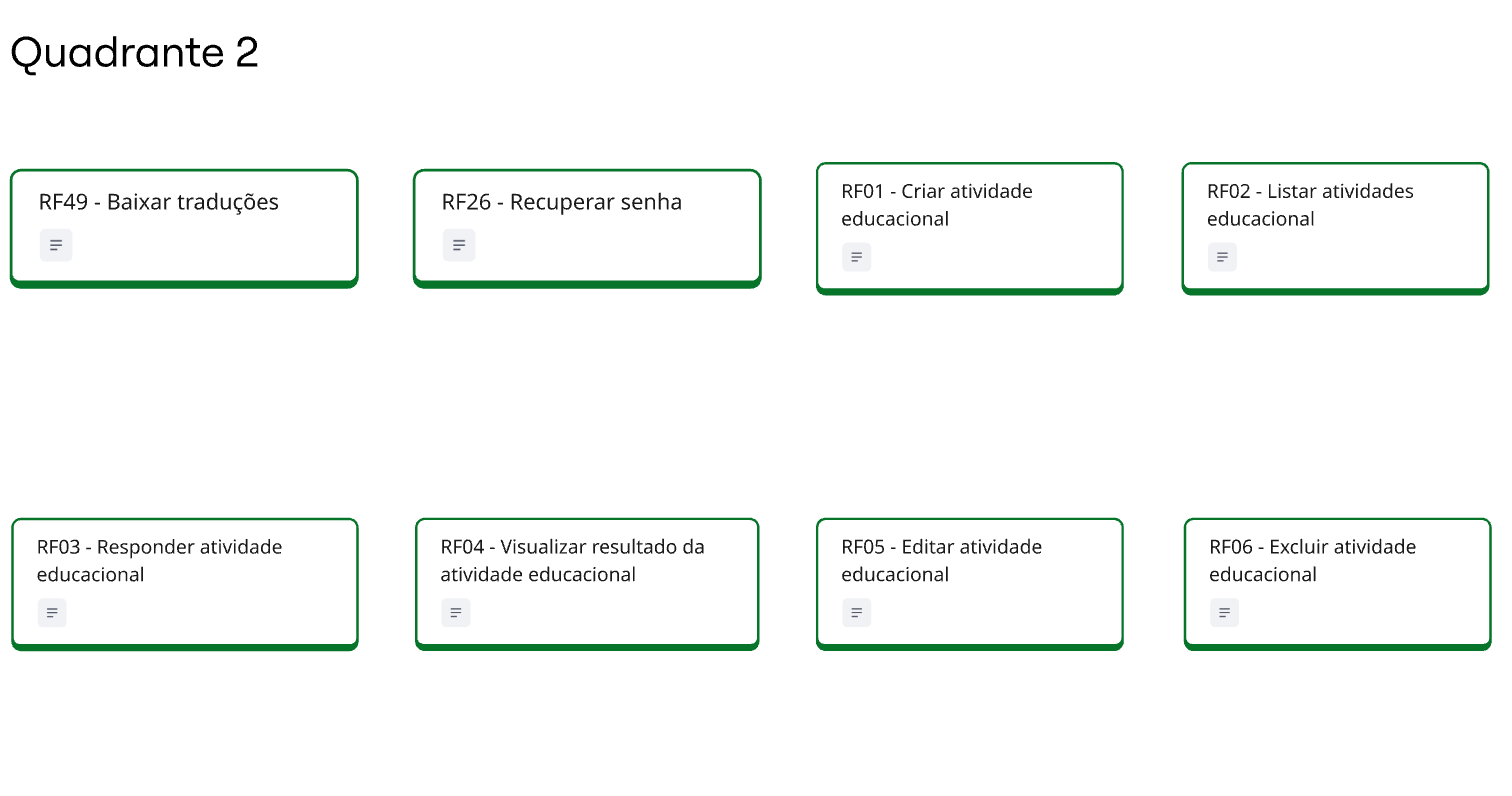 Quadrante 2
RF49 - Baixar traduções
RF26 - Recuperar senha
RF01 - Criar atividade
educacional
RF02 - Listar atividades
educacional
RF03 - Responder atividade
educacional
RF04 - Visualizar resultado da
atividade educacional
RF05 - Editar atividade
educacional
RF06 - Excluir atividade
educacional